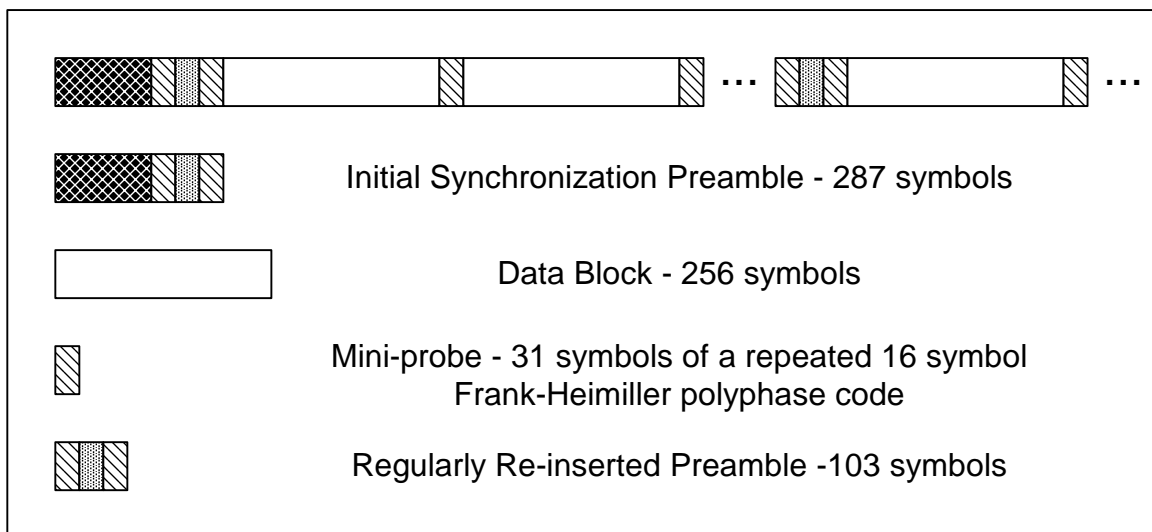 ... ...
Initial Synchronization Preamble - 287 symbols
Data Block - 256 symbols
Mini-probe - 31 symbols of a repeated 16 symbol
Frank-Heimiller polyphase code
Regularly Re-inserted Preamble -103 symbols